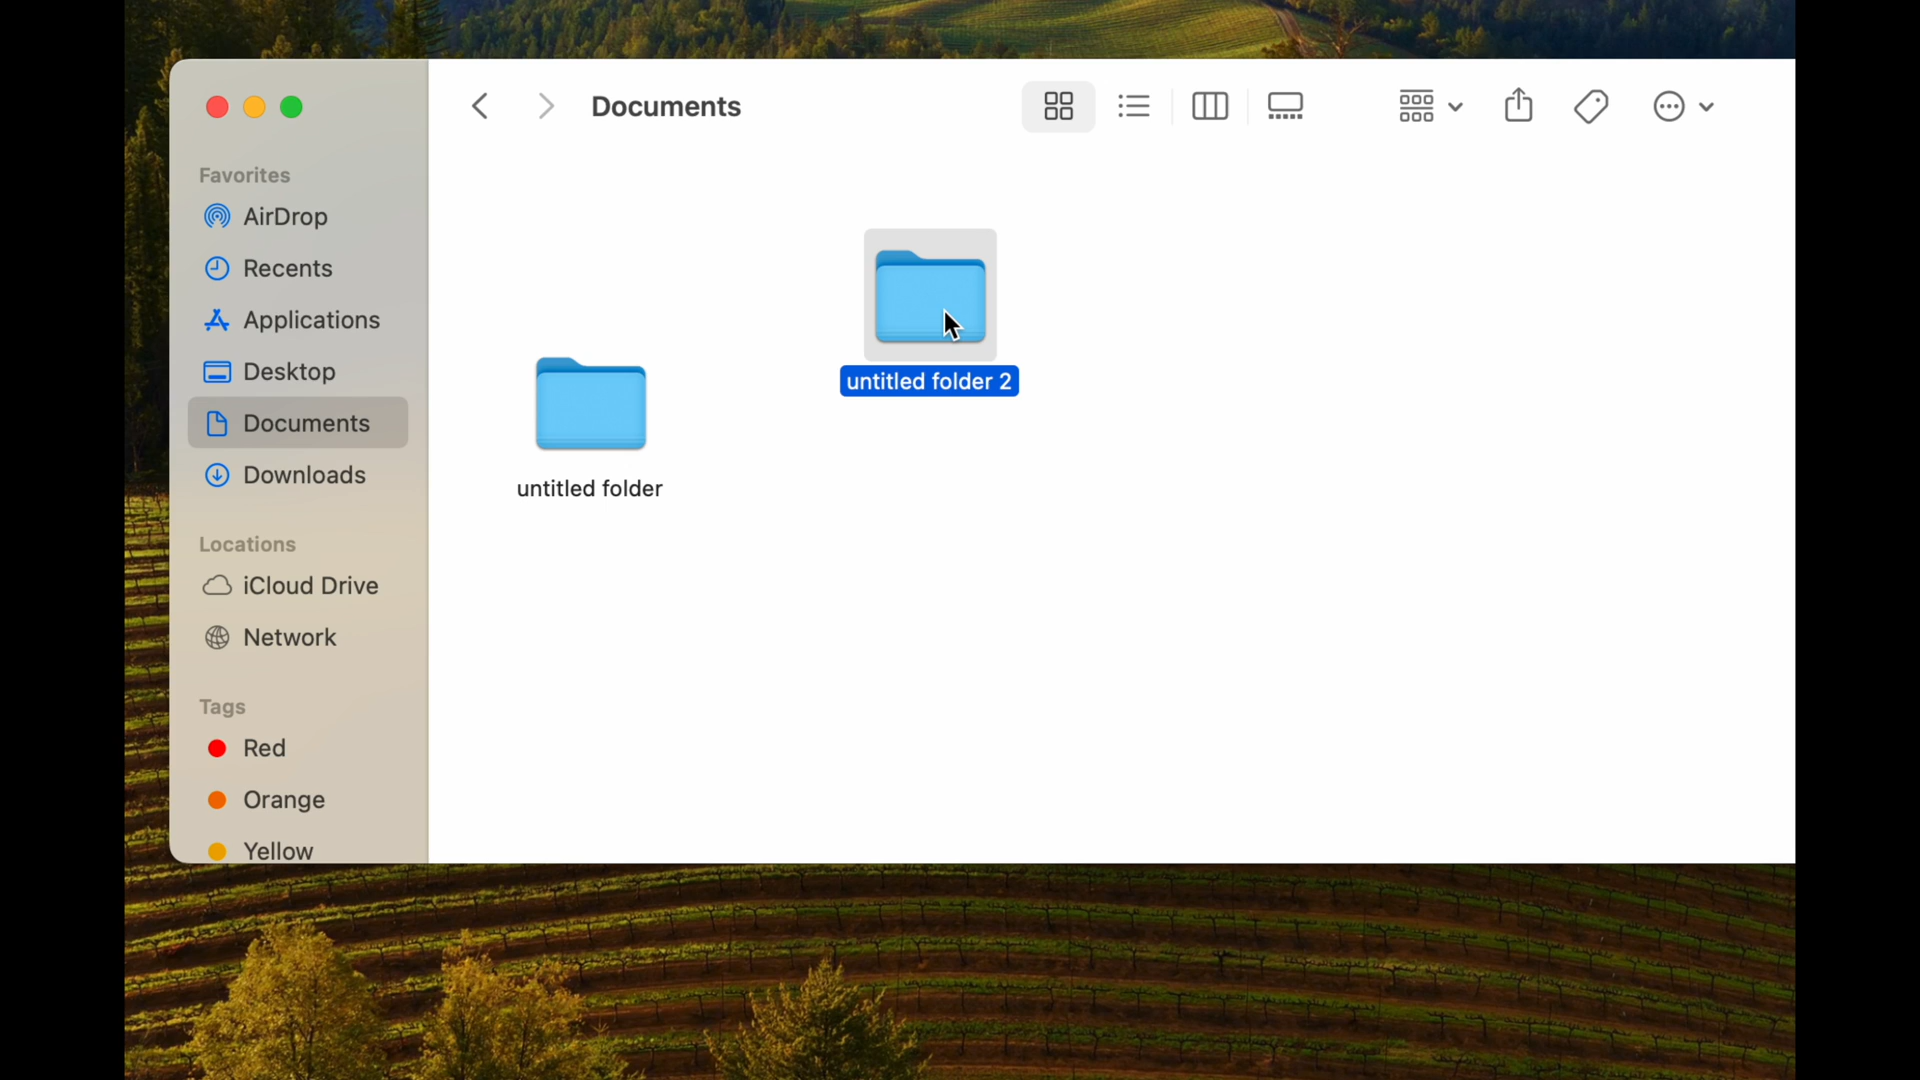 Documents
Favorites
AirDrop
Recents
Applications
Desktop
Documents
Downloads
Locations
iCloud Drive
Network
Tags
Red
Orange
Yellow
untitled folder 2
untitled folder